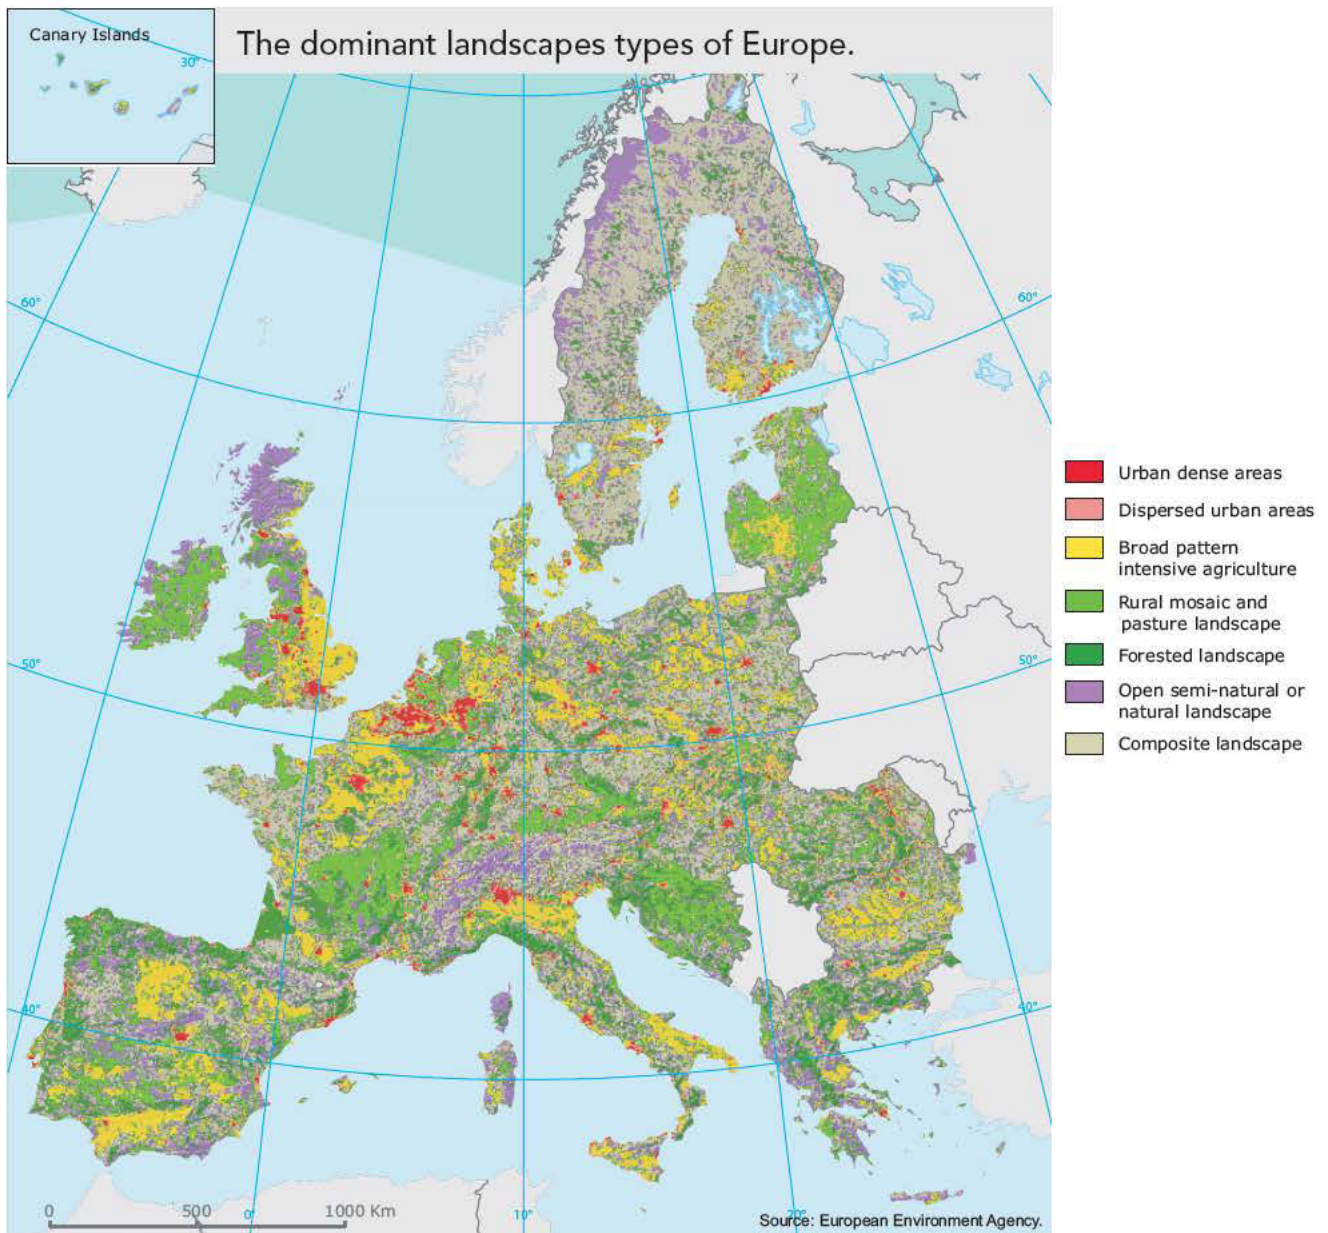 Canary Islands
30°
The dominant landscapes types of Europe.
60°
60°
50°
50°
40°
40°
Urban dense areas
Dispersed urban areas
Broad pattern
intensive agriculture
Rural mosaic and
pasture landscape
Forested landscape
Open semi-natural or
natural landscape
Composite landscape
0 500 1000 Km
0° 10° 20°
Source: European Environment Agency.